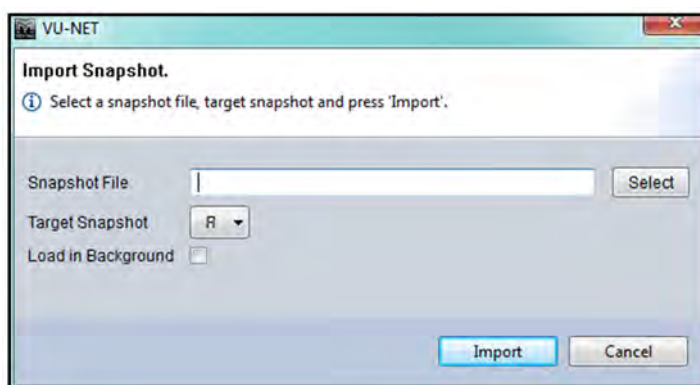 VU-NET
Import Snapshot.
Select a snapshot file, target snapshot and press 'Import'.
Snapshot File
Select
Target Snapshot
R
Load in Background
Import
Cancel